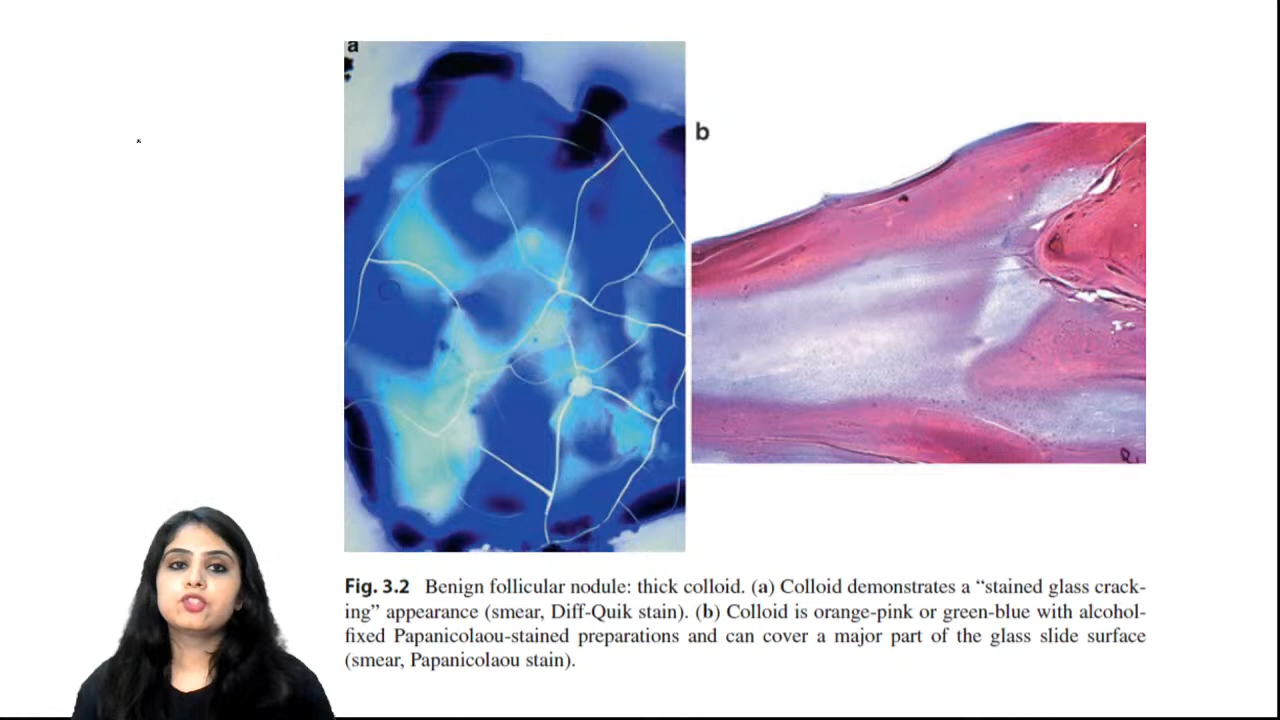 a
b
Fig. 3.2 Benign follicular nodule: thick colloid. (a) Colloid demonstrates a “stained glass crack-
ing” appearance (smear, Diff-Quik stain). (b) Colloid is orange-pink or green-blue with alcohol-
fixed Papanicolaou-stained preparations and can cover a major part of the glass slide surface
(smear, Papanicolaou stain).